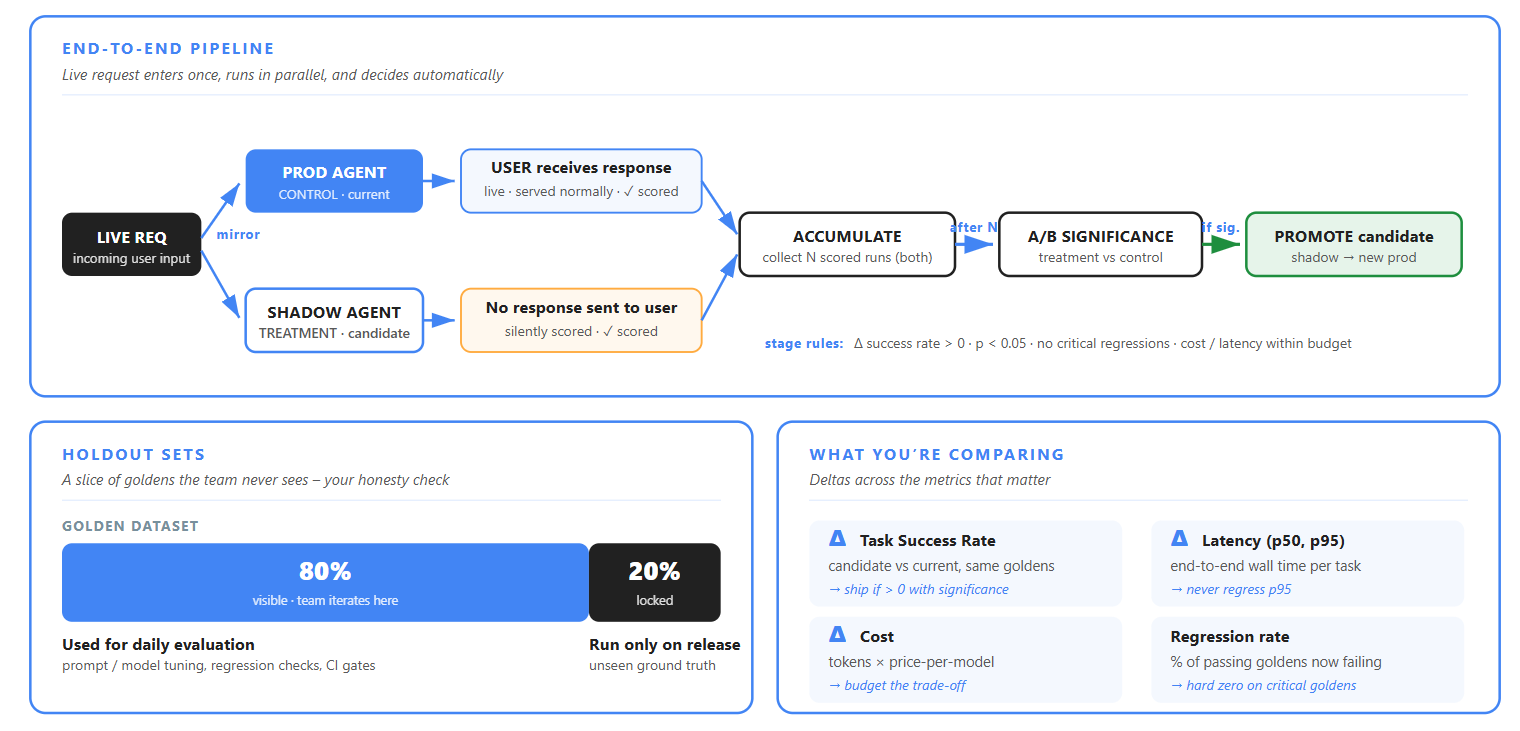 END-TO-END PIPELINE
Live request enters once, runs in parallel, and decides automatically
LIVE REQ
incoming user input
mirror
PROD AGENT
CONTROL · current
USER receives response
live · served normally · ✓ scored
SHADOW AGENT
TREATMENT · candidate
No response sent to user
silently scored · ✓ scored
ACCUMULATE
collect N scored runs (both)
after N
A/B SIGNIFICANCE
treatment vs control
if sig.
PROMOTE candidate
shadow → new prod
stage rules: Δ success rate > 0 · p < 0.05 · no critical regressions · cost / latency within budget
HOLDOUT SETS
A slice of goldens the team never sees – your honesty check
GOLDEN DATASET
80%
visible · team iterates here
20%
locked
Used for daily evaluation
prompt / model tuning, regression checks, CI gates
Run only on release
unseen ground truth
WHAT YOU’RE COMPARING
Deltas across the metrics that matter
Δ Task Success Rate
candidate vs current, same goldens
→ ship if > 0 with significance
Δ Latency (p50, p95)
end-to-end wall time per task
→ never regress p95
Δ Cost
tokens × price-per-model
→ budget the trade-off
Regression rate
% of passing goldens now failing
→ hard zero on critical goldens